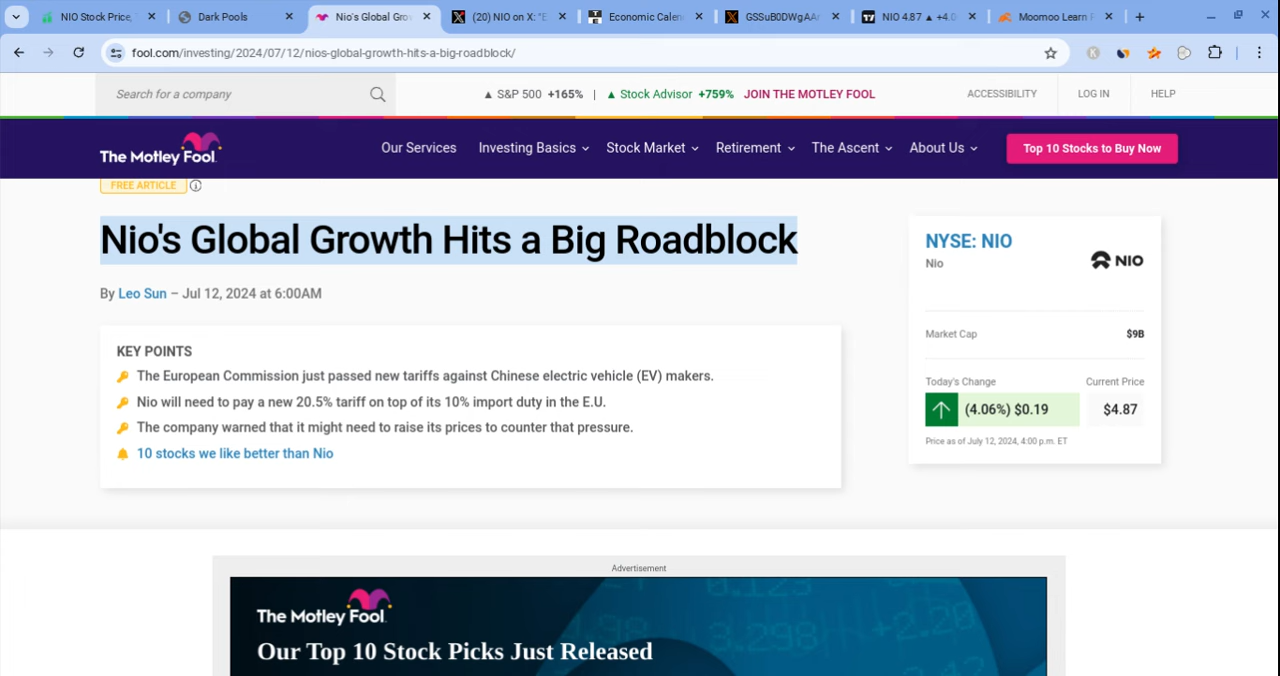 NIO Stock Price,
Dark Pools
Nio's Global Gro
(20) NIO on X: "E
Economic Calen
GSSuB0DWgAA
NIO 4.87 ▲ +4.0
Moomoo Learn
fool.com/investing/2024/07/12/nios-global-growth-hits-a-big-roadblock/
Search for a company
▲ S&P 500 +165% | ▲ Stock Advisor +759% JOIN THE MOTLEY FOOL
ACCESSIBILITY
LOG IN
HELP
The Motley Fool.
Our Services
Investing Basics
Stock Market
Retirement
The Ascent
About Us
Top 10 Stocks to Buy Now
FREE ARTICLE
Nio's Global Growth Hits a Big Roadblock
By Leo Sun – Jul 12, 2024 at 6:00AM
KEY POINTS
The European Commission just passed new tariffs against Chinese electric vehicle (EV) makers.
Nio will need to pay a new 20.5% tariff on top of its 10% import duty in the E.U.
The company warned that it might need to raise its prices to counter that pressure.
10 stocks we like better than Nio
NYSE: NIO
Nio
NIO
Market Cap $9B
Today's Change Current Price
(4.06%) $0.19 $4.87
Price as of July 12, 2024, 4:00 p.m. ET
Advertisement
The Motley Fool.
Our Top 10 Stock Picks Just Released
0.123
3.298
+2.20